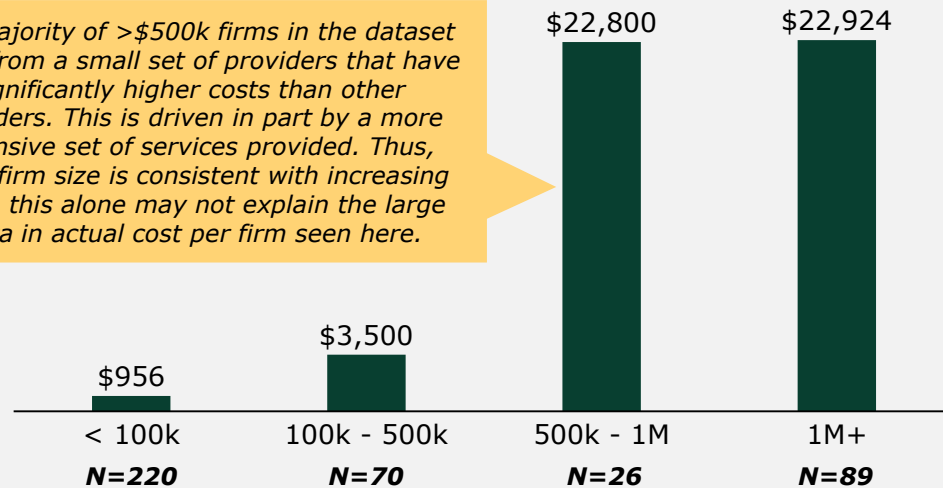 ajority of >$500k firms in the dataset
from a small set of providers that have
gnificantly higher costs than other
ders. This is driven in part by a more
nsive set of services provided. Thus,
firm size is consistent with increasing
this alone may not explain the large
a in actual cost per firm seen here.
$22,800
$22,924
$3,500
$956
< 100k
100k - 500k
500k - 1M
1M+
N=220
N=70
N=26
N=89